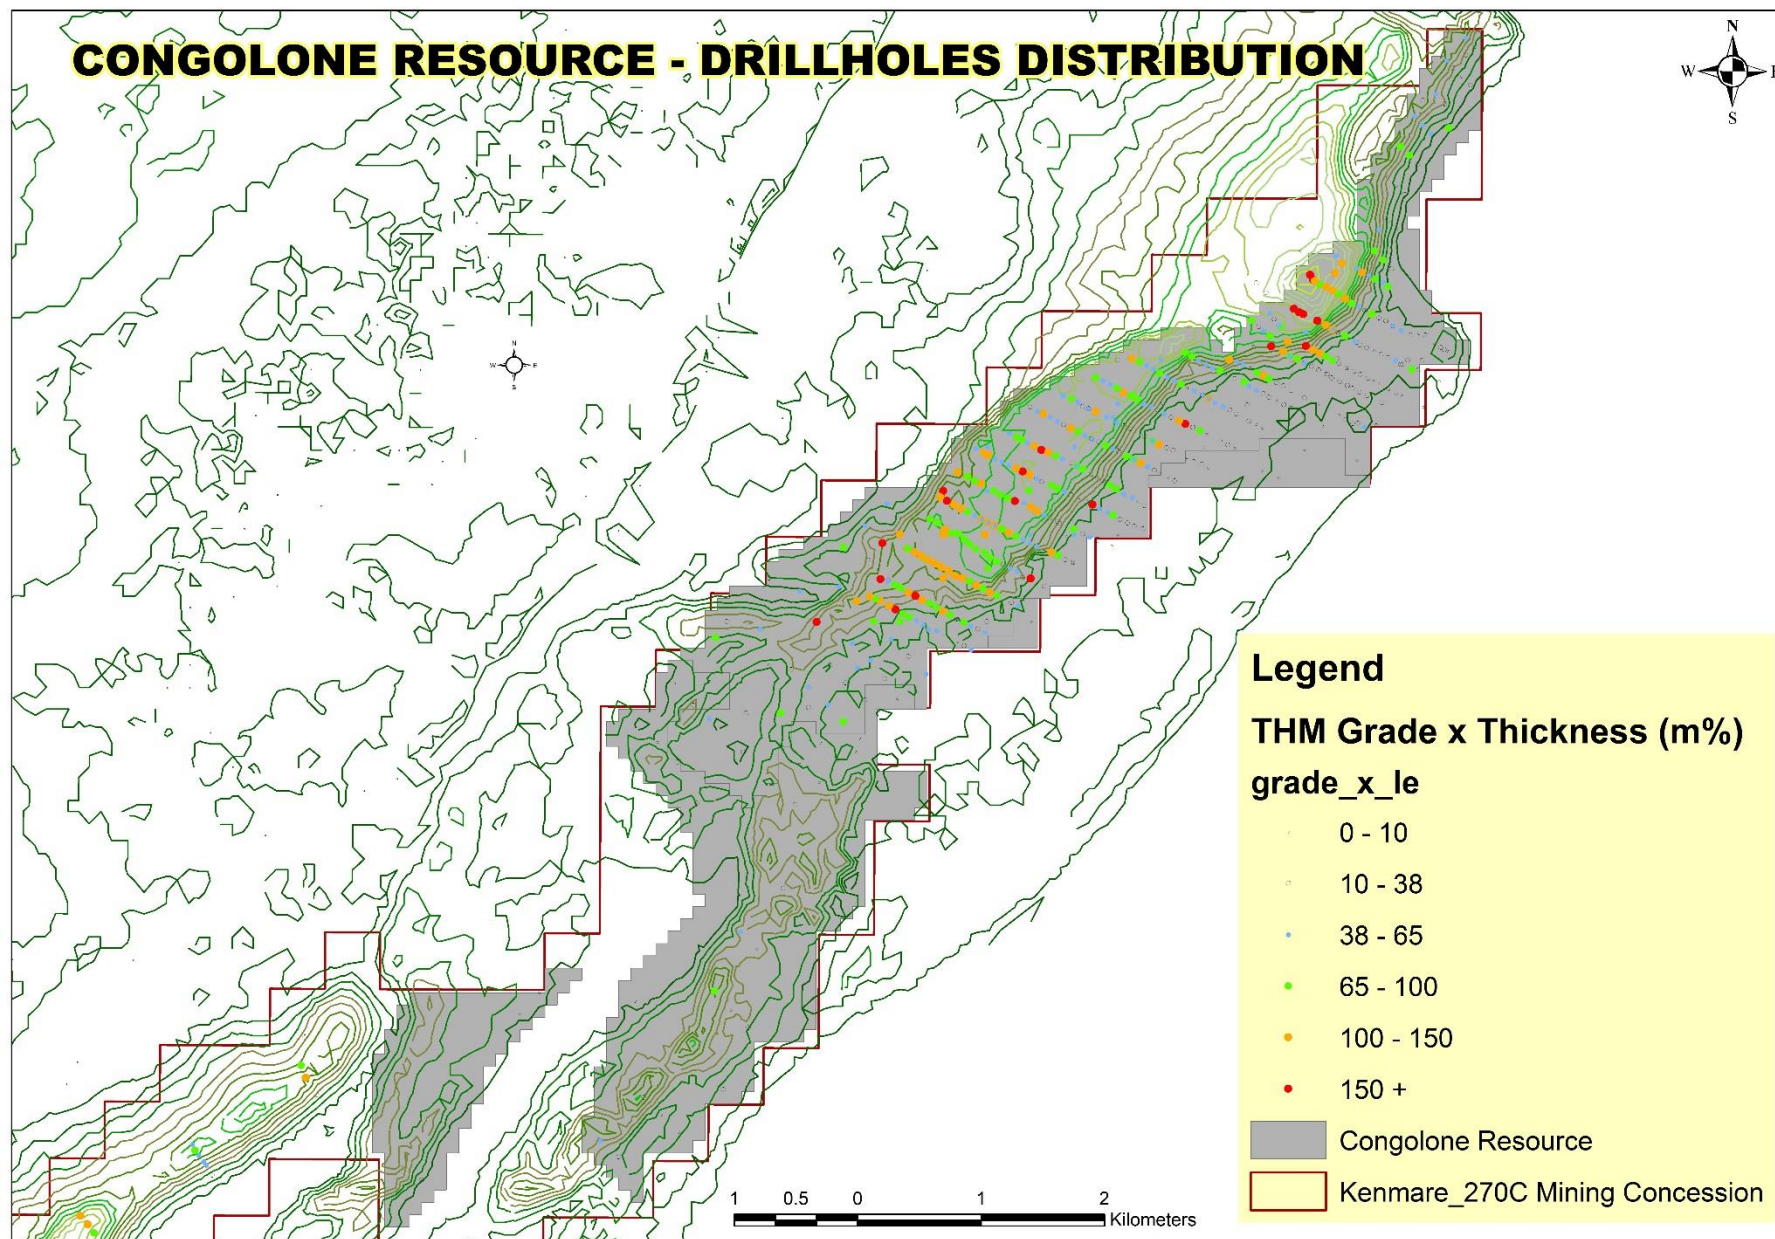 CONGOLONE RESOURCE - DRILLHOLES DISTRIBUTION
N
W E
S
N
W E
S
Legend
THM Grade x Thickness (m%)
grade_x_le
0 - 10
10 - 38
38 - 65
65 - 100
100 - 150
150 +
Congolone Resource
Kenmare_270C Mining Concession
1 0.5 0 1 2
Kilometers